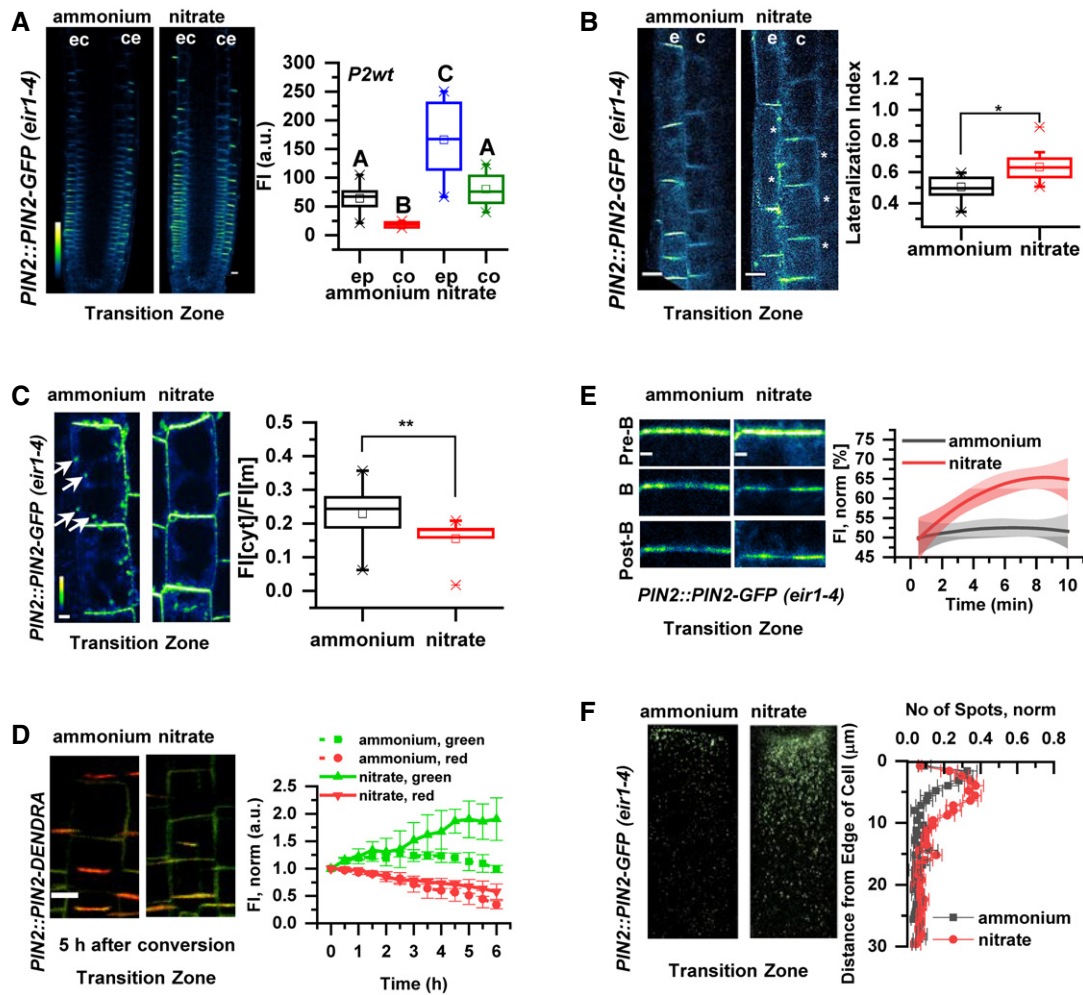 A
ammonium nitrate
ec ce ec ce
PIN2::PIN2-GFP (eir1-4)
Transition Zone
P2wt
FI (a.u.)
300
250
200
150
100
50
0
A
B
C
A
ep co ep co
ammonium nitrate
B
ammonium nitrate
e c e c
* * * * *
PIN2::PIN2-GFP (eir1-4)
Transition Zone
Lateralization Index
1.2
1.0
0.8
0.6
0.4
*
ammonium nitrate
C
ammonium nitrate
PIN2::PIN2-GFP (eir1-4)
Transition Zone
FI[cyt]/FI[m]
0.5
0.4
0.3
0.2
0.1
0.0
**
ammonium nitrate
E
ammonium nitrate
Pre-B
B
Post-B
PIN2::PIN2-GFP (eir1-4)
Transition Zone
FI, norm [%]
70
65
60
55
50
45
ammonium
nitrate
0 2 4 6 8 10
Time (min)
D
ammonium nitrate
PIN2::PIN2-DENDRA
5 h after conversion
Transition Zone
ammonium, green
ammonium, red
nitrate, green
nitrate, red
FI, norm (a.u.)
2.5
2.0
1.5
1.0
0.5
0.0
0 1 2 3 4 5 6
Time (h)
F
ammonium nitrate
PIN2::PIN2-GFP (eir1-4)
Transition Zone
No of Spots, norm
0.0 0.2 0.4 0.6 0.8
Distance from Edge of Cell (µm)
0
10
20
30
ammonium
nitrate